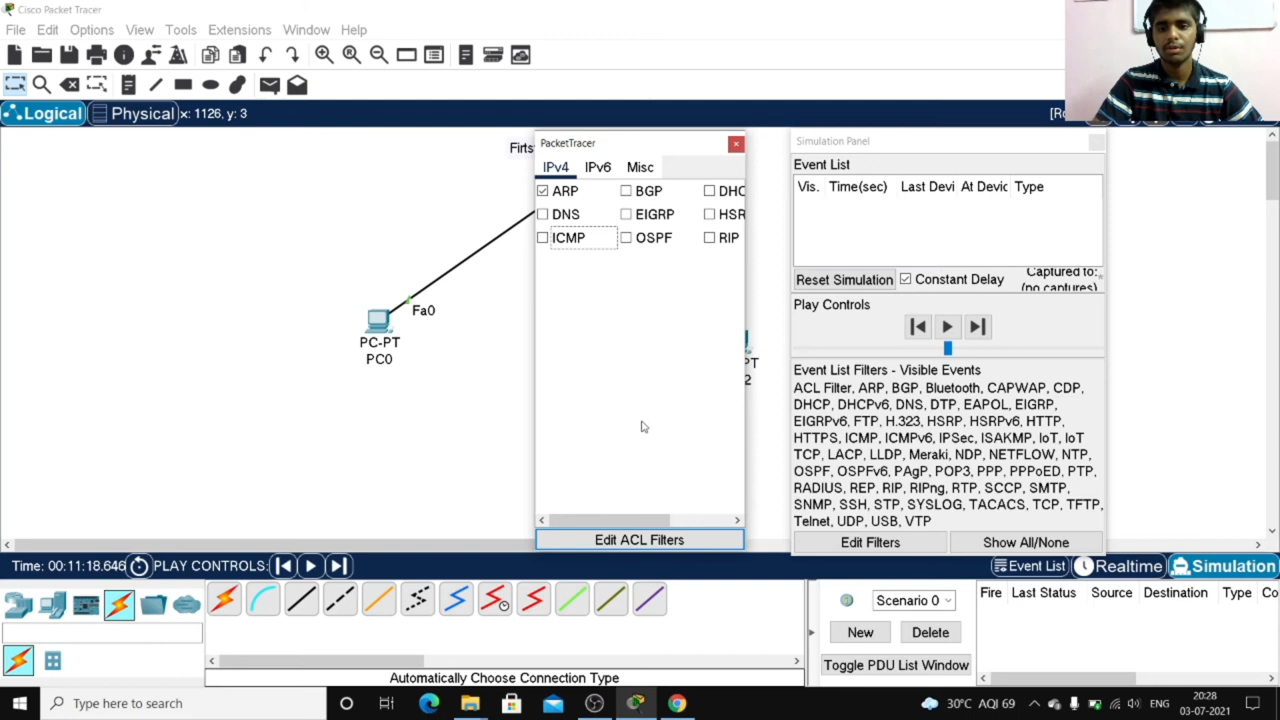 Cisco Packet Tracer
File Edit Options View Tools Extensions Window Help
Logical Physical x: 1126, y: 3
[Ro
Firts
PacketTracer
IPv4 IPv6 Misc
ARP BGP DHC
DNS EIGRP HSR
ICMP OSPF RIP
Edit ACL Filters
Fa0
PC-PT
PC0
PT
2
Simulation Panel
Event List
Vis. Time(sec) Last Devi At Devic Type
Reset Simulation Constant Delay Captured to:
(no captures)
Play Controls
Event List Filters - Visible Events
ACL Filter, ARP, BGP, Bluetooth, CAPWAP, CDP,
DHCP, DHCPv6, DNS, DTP, EAPOL, EIGRP,
EIGRPv6, FTP, H.323, HSRP, HSRPv6, HTTP,
HTTPS, ICMP, ICMPv6, IPSec, ISAKMP, IoT, IoT
TCP, LACP, LLDP, Meraki, NDP, NETFLOW, NTP,
OSPF, OSPFv6, PAgP, POP3, PPP, PPPoED, PTP,
RADIUS, REP, RIP, RIPng, RTP, SCCP, SMTP,
SNMP, SSH, STP, SYSLOG, TACACS, TCP, TFTP,
Telnet, UDP, USB, VTP
Edit Filters Show All/None
Time: 00:11:18.646 PLAY CONTROLS: Event List Realtime Simulation
Scenario 0
New Delete
Toggle PDU List Window
Fire Last Status Source Destination Type Co
Automatically Choose Connection Type
Type here to search
30°C AQI 69 ENG
20:28
03-07-2021